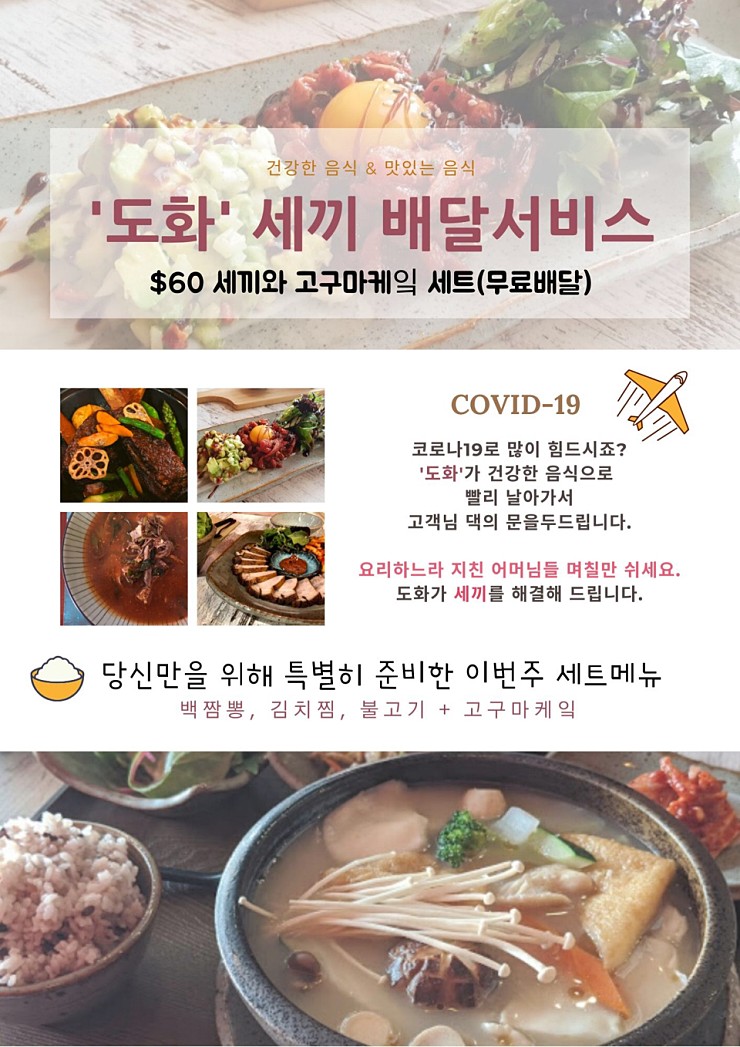 건강한 음식 & 맛있는 음식
'도화' 세끼 배달서비스
$60 세끼와 고구마케잌 세트(무료배달)
COVID-19
코로나19로 많이 힘드시죠?
'도화'가 건강한 음식으로
빨리 날아가서
고객님 댁의 문을두드립니다.
요리하느라 지친 어머님들 며칠만 쉬세요.
도화가 세끼를 해결해 드립니다.
당신만을 위해 특별히 준비한 이번주 세트메뉴
백짬뽕, 김치찜, 불고기 + 고구마케잌